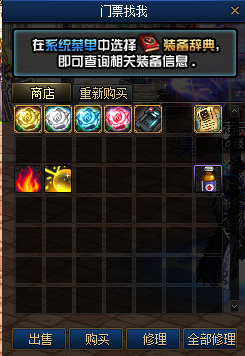 门票找我
在系统菜单中选择 装备辞典，
即可查询相关装备信息 .
商店 重新购买
出售 购买 修理 全部修理